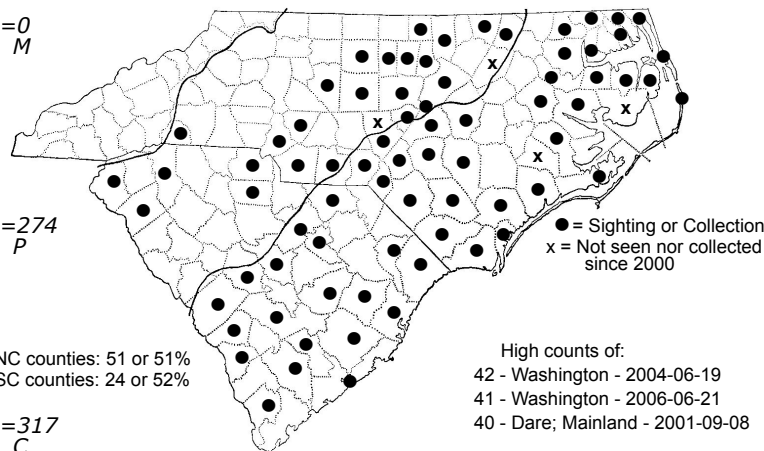 =0
M
=274
P
=317
C
x
x
x
x
● = Sighting or Collection
x = Not seen nor collected
since 2000
NC counties: 51 or 51%
SC counties: 24 or 52%
High counts of:
42 - Washington - 2004-06-19
41 - Washington - 2006-06-21
40 - Dare; Mainland - 2001-09-08